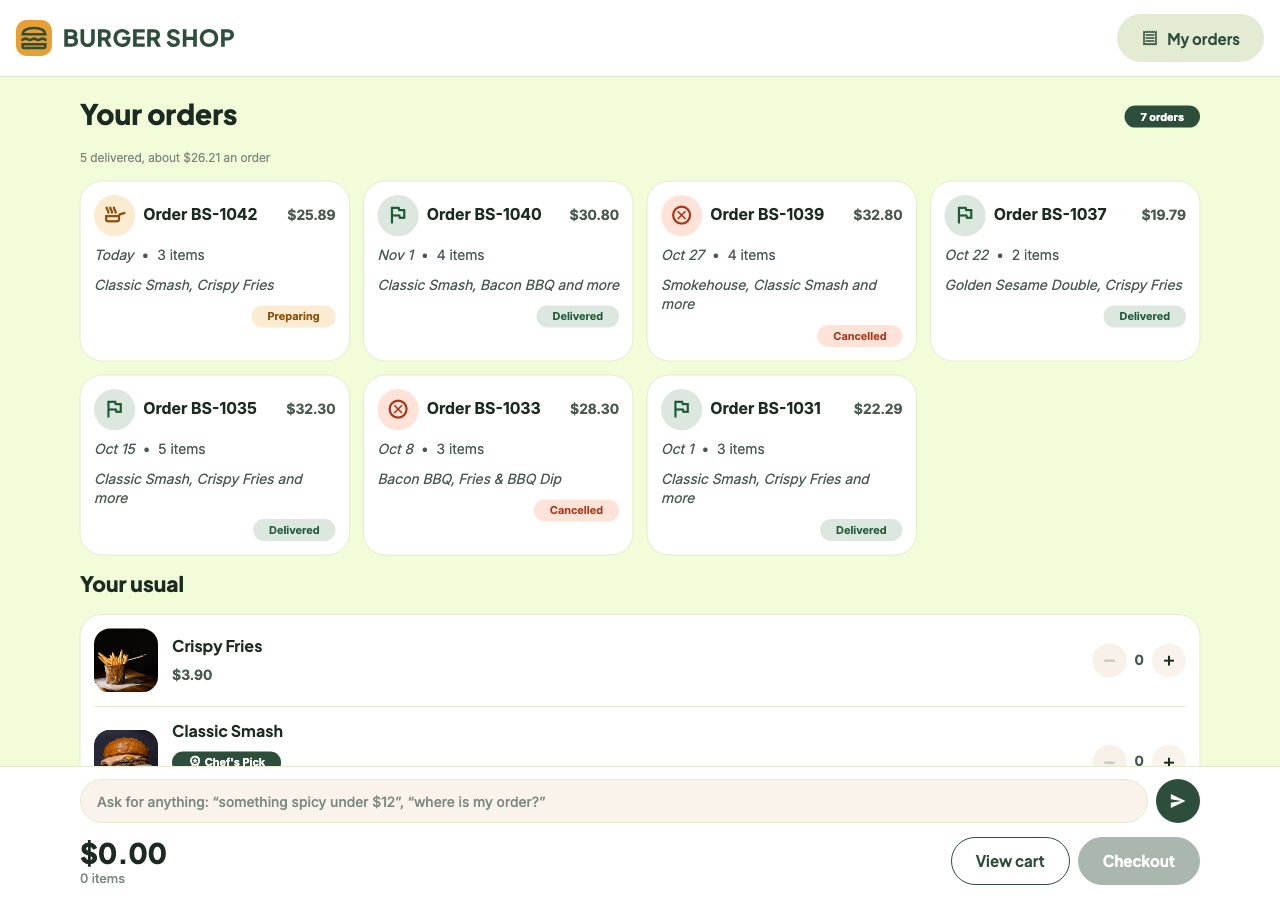 BURGER SHOP
My orders
Your orders
7 orders
5 delivered, about $26.21 an order
Order BS-1042 $25.89
Today • 3 items
Classic Smash, Crispy Fries
Preparing
Order BS-1040 $30.80
Nov 1 • 4 items
Classic Smash, Bacon BBQ and more
Delivered
Order BS-1039 $32.80
Oct 27 • 4 items
Smokehouse, Classic Smash and
more
Cancelled
Order BS-1037 $19.79
Oct 22 • 2 items
Golden Sesame Double, Crispy Fries
Delivered
Order BS-1035 $32.30
Oct 15 • 5 items
Classic Smash, Crispy Fries and
more
Delivered
Order BS-1033 $28.30
Oct 8 • 3 items
Bacon BBQ, Fries & BBQ Dip
Cancelled
Order BS-1031 $22.29
Oct 1 • 3 items
Classic Smash, Crispy Fries and
more
Delivered
Your usual
Crispy Fries
$3.90
− 0 +
Classic Smash
Chef's Pick
− 0 +
Ask for anything: “something spicy under $12”, “where is my order?”
$0.00
0 items
View cart
Checkout